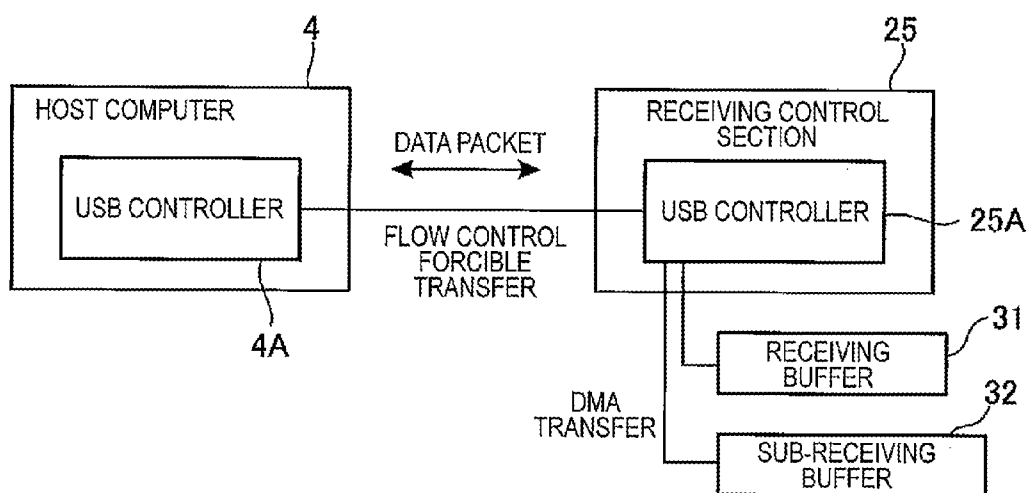 4
25
HOST COMPUTER
RECEIVING CONTROL
SECTION
DATA PACKET
USB CONTROLLER
USB CONTROLLER
25A
FLOW CONTROL
FORCIBLE
TRANSFER
4A
31
RECEIVING
BUFFER
32
DMA
TRANSFER
SUB-RECEIVING
BUFFER